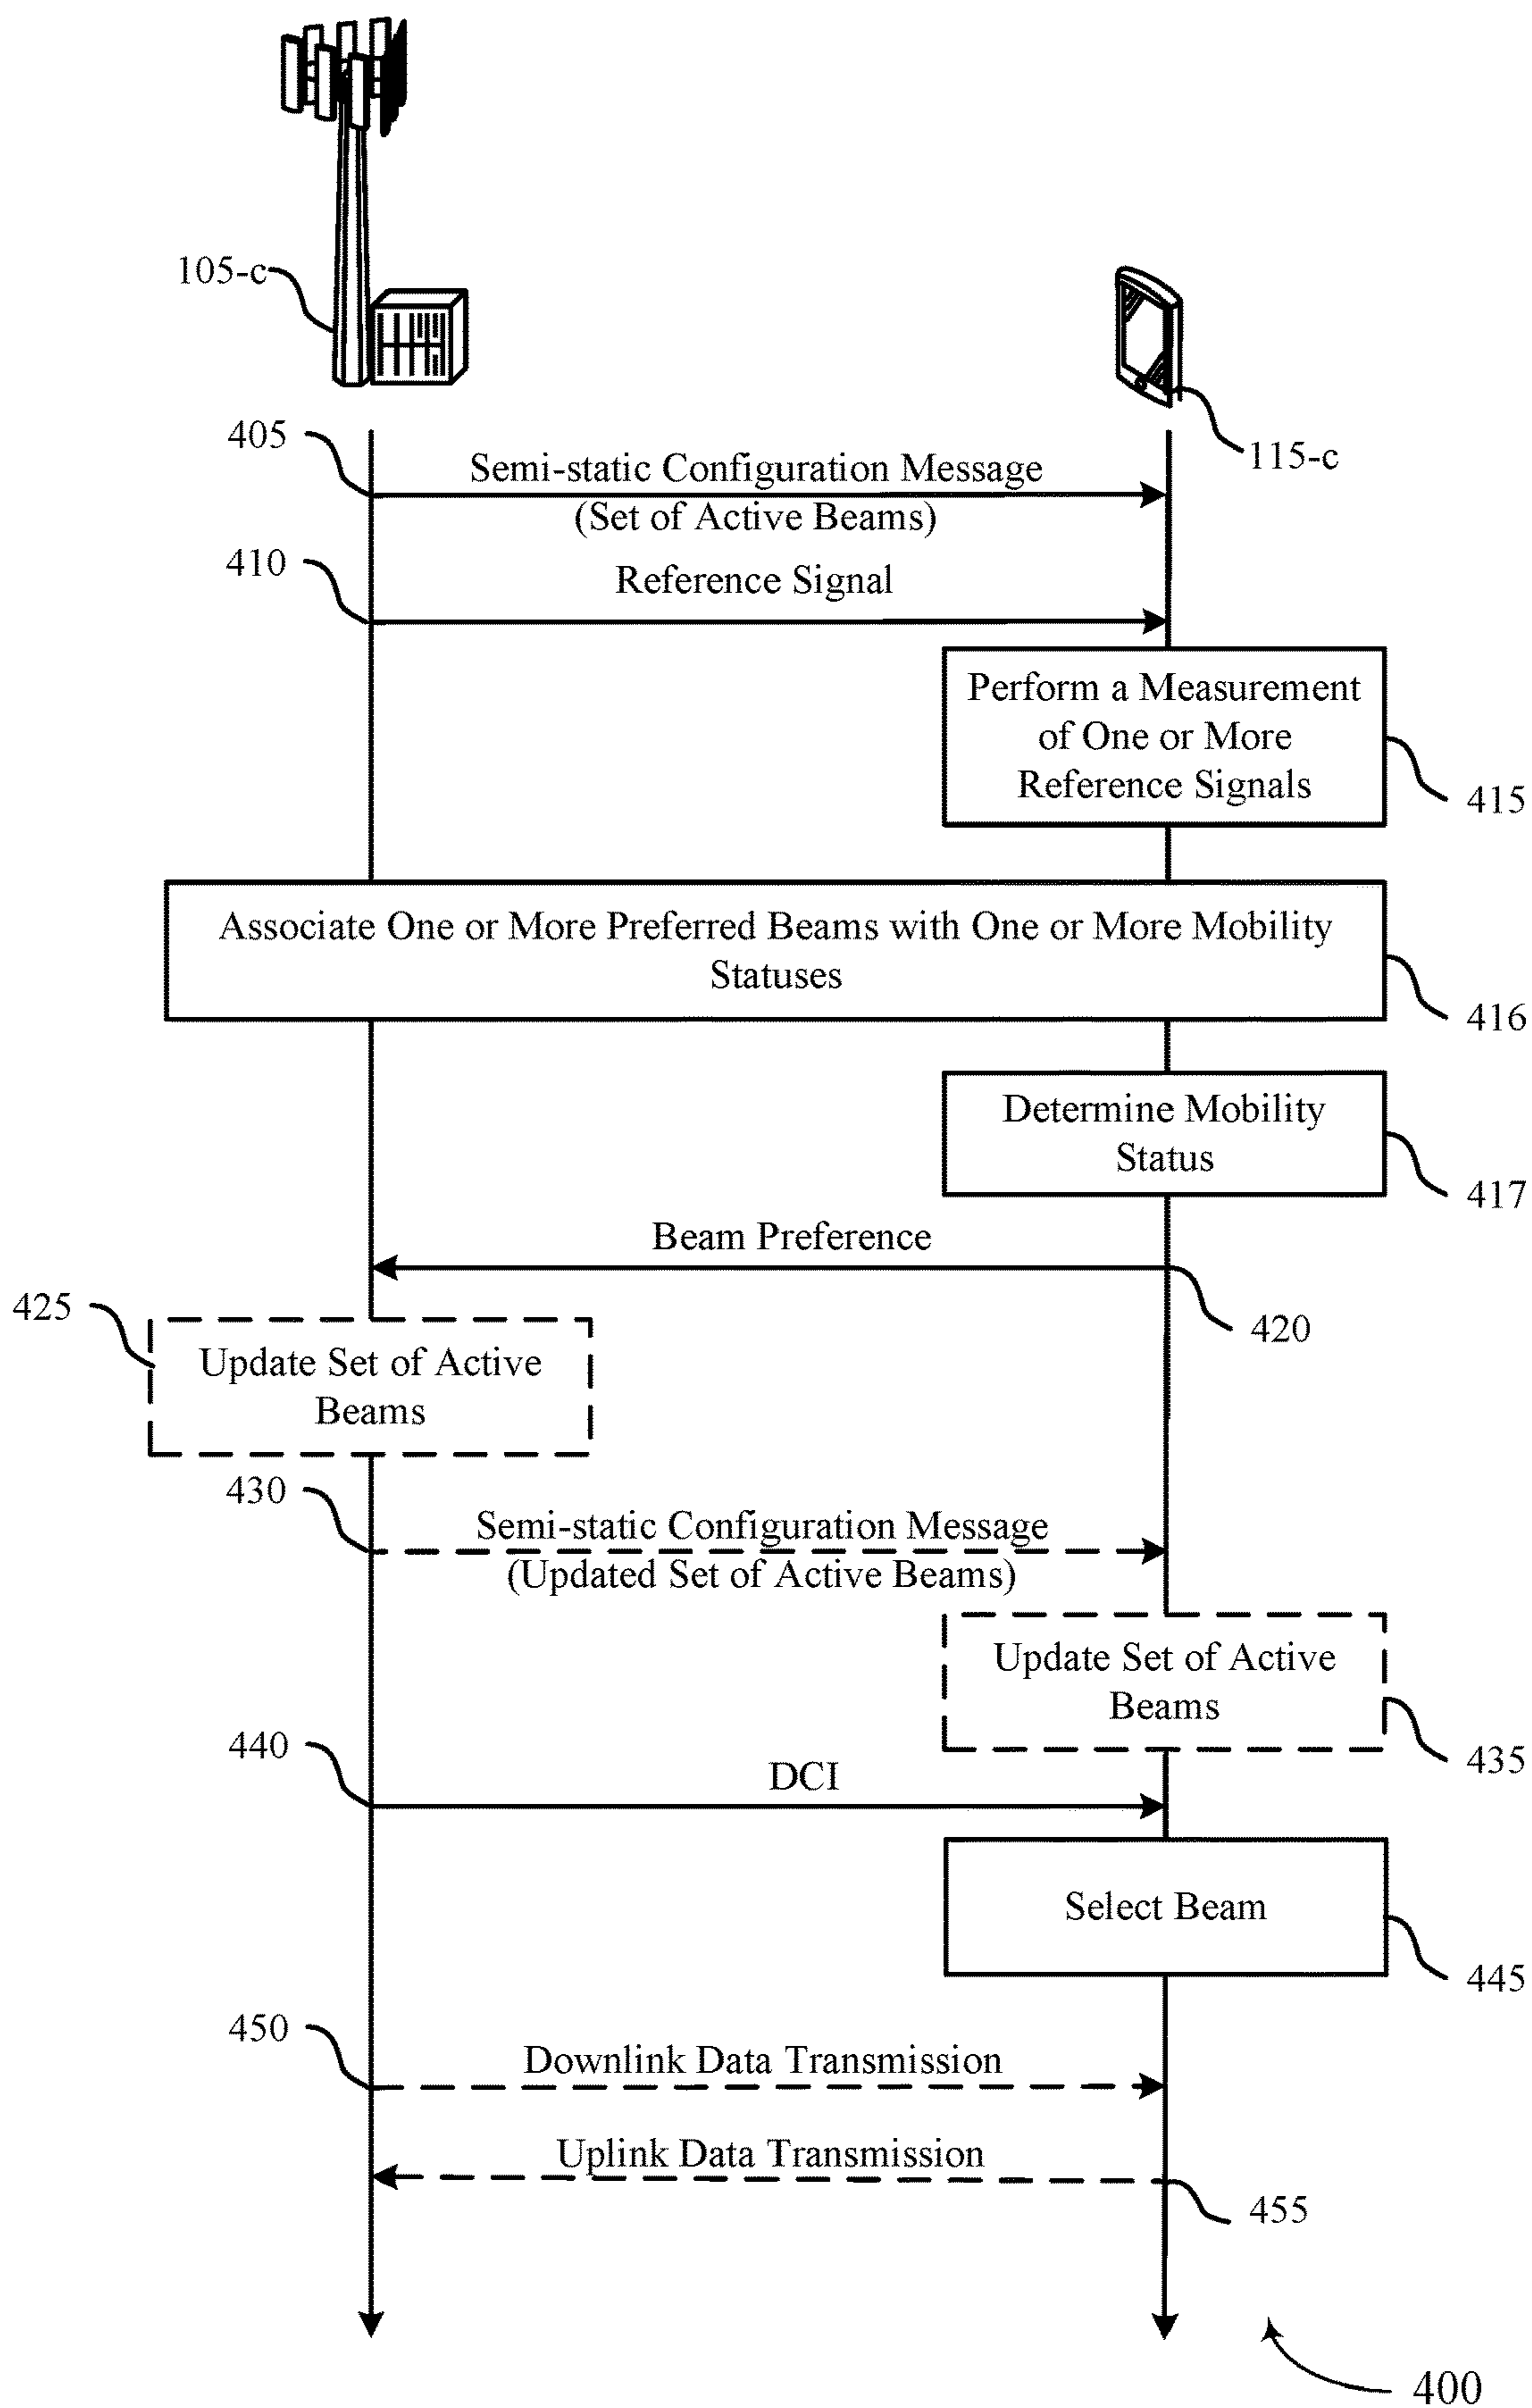 105-c
115-c
405
Semi-static Configuration Message
(Set of Active Beams)
410
Reference Signal
Perform a Measurement
of One or More
Reference Signals
415
Associate One or More Preferred Beams with One or More Mobility
Statuses
416
Determine Mobility
Status
417
Beam Preference
420
425
Update Set of Active
Beams
430
Semi-static Configuration Message
(Updated Set of Active Beams)
Update Set of Active
Beams
435
440
DCI
Select Beam
445
450
Downlink Data Transmission
Uplink Data Transmission
455
400